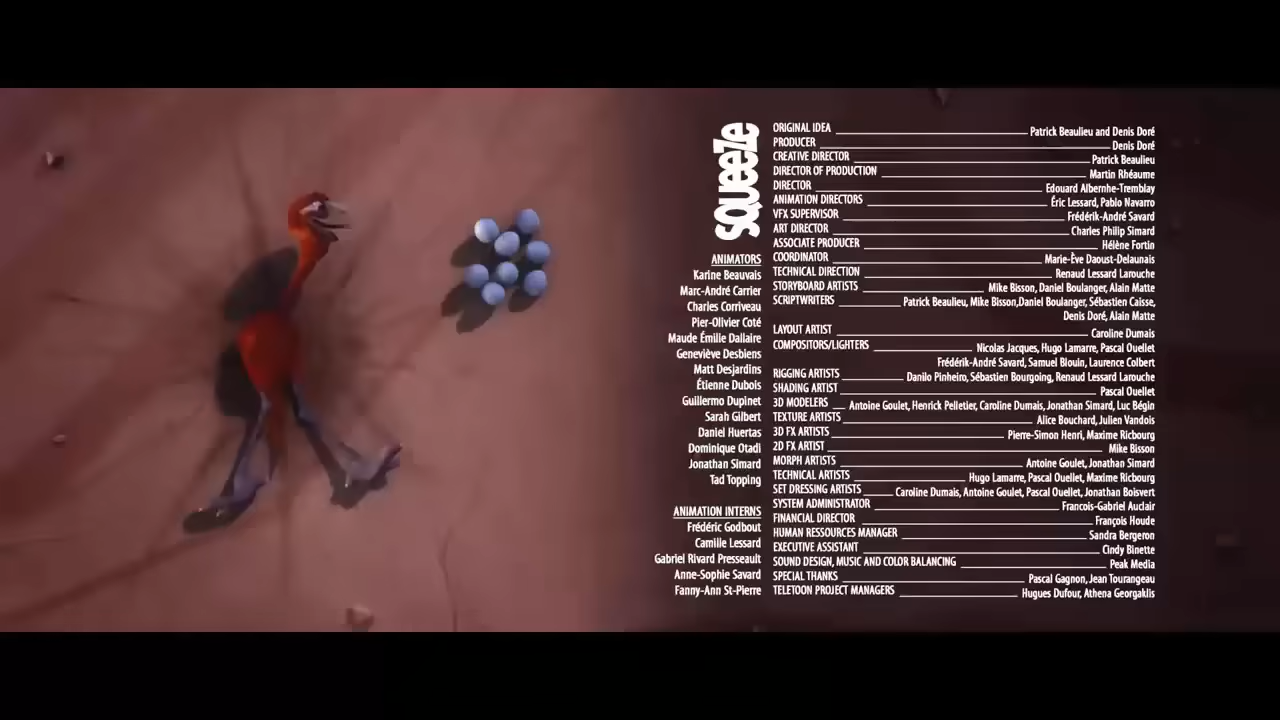 squeeze
ANIMATORS
Karine Beauvais
Marc-André Carrier
Charles Corriveau
Pier-Olivier Coté
Maude Émilie Dallaire
Geneviève Desbiens
Matt Desjardins
Étienne Dubois
Guillermo Dupinet
Sarah Gilbert
Daniel Huertas
Dominique Otadi
Jonathan Simard
Tad Topping
ANIMATION INTERNS
Frédéric Godbout
Camille Lessard
Gabriel Rivard Presseault
Anne-Sophie Savard
Fanny-Ann St-Pierre
ORIGINAL IDEA Patrick Beaulieu and Denis Doré
PRODUCER Denis Doré
CREATIVE DIRECTOR Patrick Beaulieu
DIRECTOR OF PRODUCTION Martin Rhéaume
DIRECTOR Edouard Albernhe-Tremblay
ANIMATION DIRECTORS Éric Lessard, Pablo Navarro
VFX SUPERVISOR Frédérik-André Savard
ART DIRECTOR Charles Philip Simard
ASSOCIATE PRODUCER Hélène Fortin
COORDINATOR Marie-Ève Daoust-Delaunais
TECHNICAL DIRECTION Renaud Lessard Larouche
STORYBOARD ARTISTS Mike Bisson, Daniel Boulanger, Alain Matte
SCRIPTWRITERS Patrick Beaulieu, Mike Bisson,Daniel Boulanger, Sébastien Caisse,
Denis Doré, Alain Matte
LAYOUT ARTIST Caroline Dumais
COMPOSITORS/LIGHTERS Nicolas Jacques, Hugo Lamarre, Pascal Ouellet
Frédérik-André Savard, Samuel Blouin, Laurence Colbert
RIGGING ARTISTS Danilo Pinheiro, Sébastien Bourgoing, Renaud Lessard Larouche
SHADING ARTIST Pascal Ouellet
3D MODELERS Antoine Goulet, Henrick Pelletier, Caroline Dumais, Jonathan Simard, Luc Bégin
TEXTURE ARTISTS Alice Bouchard, Julien Vandois
3D FX ARTISTS Pierre-Simon Henri, Maxime Ricbourg
2D FX ARTIST Mike Bisson
MORPH ARTISTS Antoine Goulet, Jonathan Simard
TECHNICAL ARTISTS Hugo Lamarre, Pascal Ouellet, Maxime Ricbourg
SET DRESSING ARTISTS Caroline Dumais, Antoine Goulet, Pascal Ouellet, Jonathan Boisvert
SYSTEM ADMINISTRATOR Francois-Gabriel Auclair
FINANCIAL DIRECTOR François Houde
HUMAN RESSOURCES MANAGER Sandra Bergeron
EXECUTIVE ASSISTANT Cindy Binette
SOUND DESIGN, MUSIC AND COLOR BALANCING Peak Media
SPECIAL THANKS Pascal Gagnon, Jean Tourangeau
TELETOON PROJECT MANAGERS Hugues Dufour, Athena Georgaklis